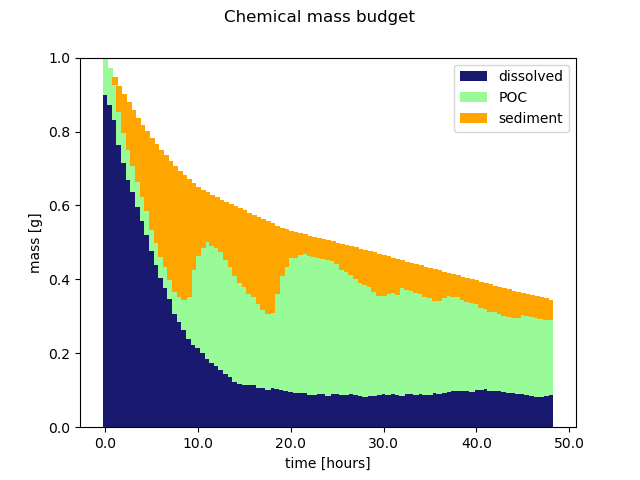 Chemical mass budget
1.0
0.8
0.6
0.4
0.2
0.0
mass [g]
dissolved
POC
sediment
0.0 10.0 20.0 30.0 40.0 50.0
time [hours]